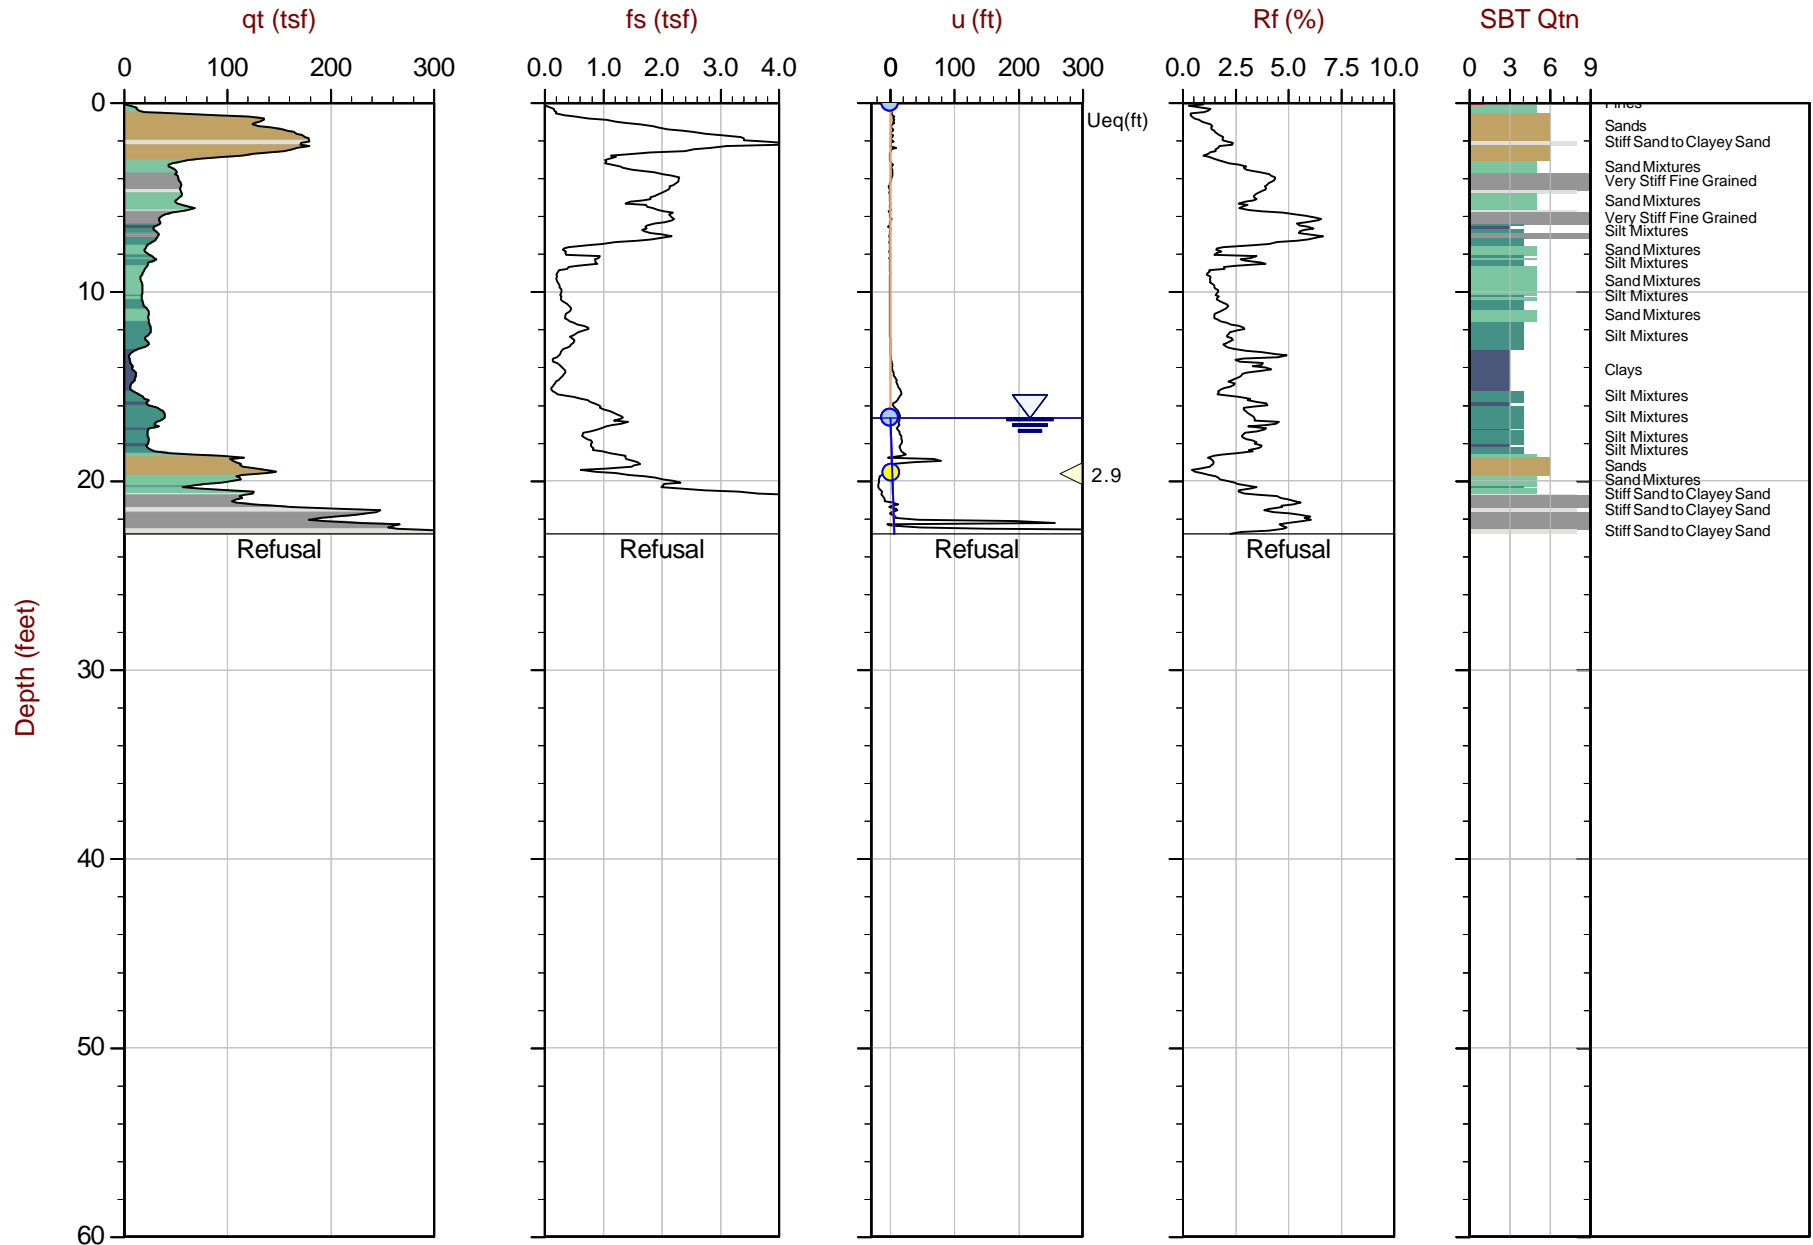 qt (tsf) fs (tsf) u (ft) Rf (%) SBT Qtn
0 100 200 300 0.0 1.0 2.0 3.0 4.0 0 100 200 300 0.0 2.5 5.0 7.5 10.0 0 3 6 9
0
Ueq(ft)
Sands
Stiff Sand to Clayey Sand
Sand Mixtures
Very Stiff Fine Grained
Sand Mixtures
Very Stiff Fine Grained
Silt Mixtures
Sand Mixtures
Silt Mixtures
Sand Mixtures
10
Silt Mixtures
Sand Mixtures
Silt Mixtures
Clays
Silt Mixtures
Silt Mixtures
Silt Mixtures
Silt Mixtures
Sands
20
2.9
Sand Mixtures
Stiff Sand to Clayey Sand
Stiff Sand to Clayey Sand
Stiff Sand to Clayey Sand
Refusal Refusal Refusal Refusal
30
Depth (feet)
40
50
60